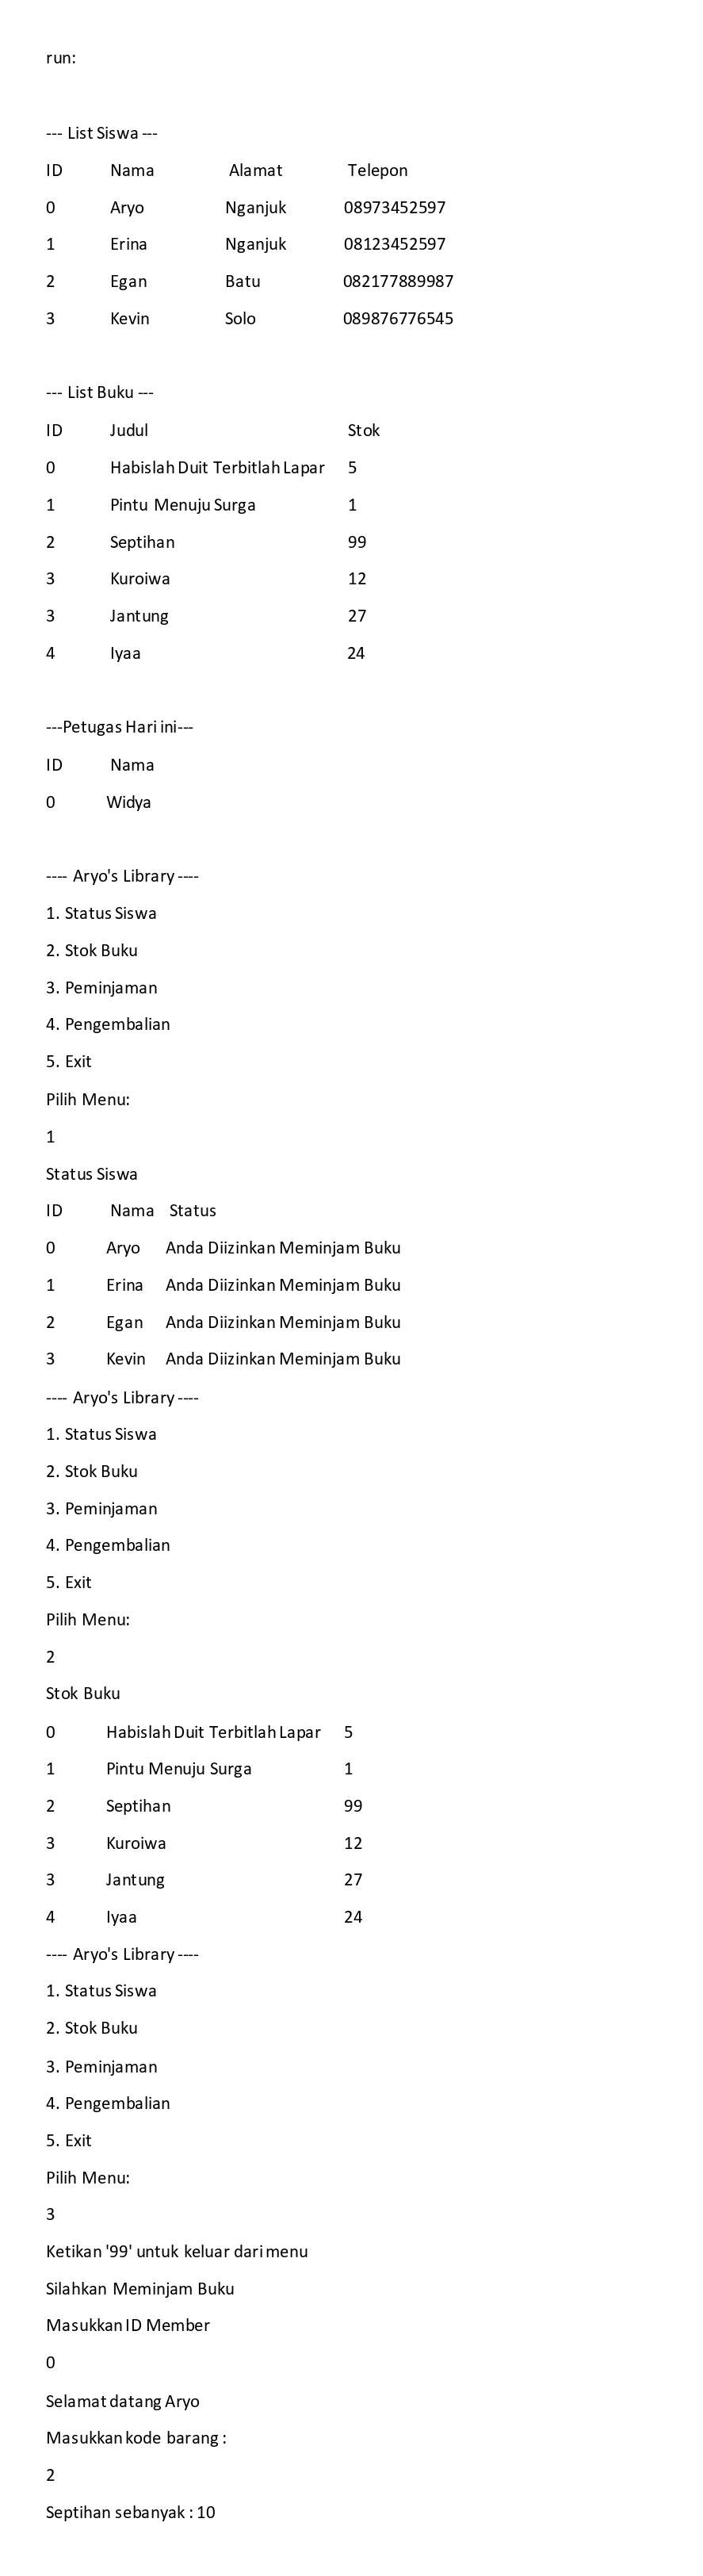 run:
--- List Siswa ---
ID Nama Alamat Telepon
0 Aryo Nganjuk 08973452597
1 Erina Nganjuk 08123452597
2 Egan Batu 082177889987
3 Kevin Solo 089876776545
--- List Buku ---
ID Judul Stok
0 Habislah Duit Terbitlah Lapar 5
1 Pintu Menuju Surga 1
2 Septihan 99
3 Kuroiwa 12
3 Jantung 27
4 Iyaa 24
---Petugas Hari ini---
ID Nama
0 Widya
---- Aryo's Library ----
1. Status Siswa
2. Stok Buku
3. Peminjaman
4. Pengembalian
5. Exit
Pilih Menu:
1
Status Siswa
ID Nama Status
0 Aryo Anda Diizinkan Meminjam Buku
1 Erina Anda Diizinkan Meminjam Buku
2 Egan Anda Diizinkan Meminjam Buku
3 Kevin Anda Diizinkan Meminjam Buku
---- Aryo's Library ----
1. Status Siswa
2. Stok Buku
3. Peminjaman
4. Pengembalian
5. Exit
Pilih Menu:
2
Stok Buku
0 Habislah Duit Terbitlah Lapar 5
1 Pintu Menuju Surga 1
2 Septihan 99
3 Kuroiwa 12
3 Jantung 27
4 Iyaa 24
---- Aryo's Library ----
1. Status Siswa
2. Stok Buku
3. Peminjaman
4. Pengembalian
5. Exit
Pilih Menu:
3
Ketikan '99' untuk keluar dari menu
Silahkan Meminjam Buku
Masukkan ID Member
0
Selamat datang Aryo
Masukkan kode barang :
2
Septihan sebanyak : 10